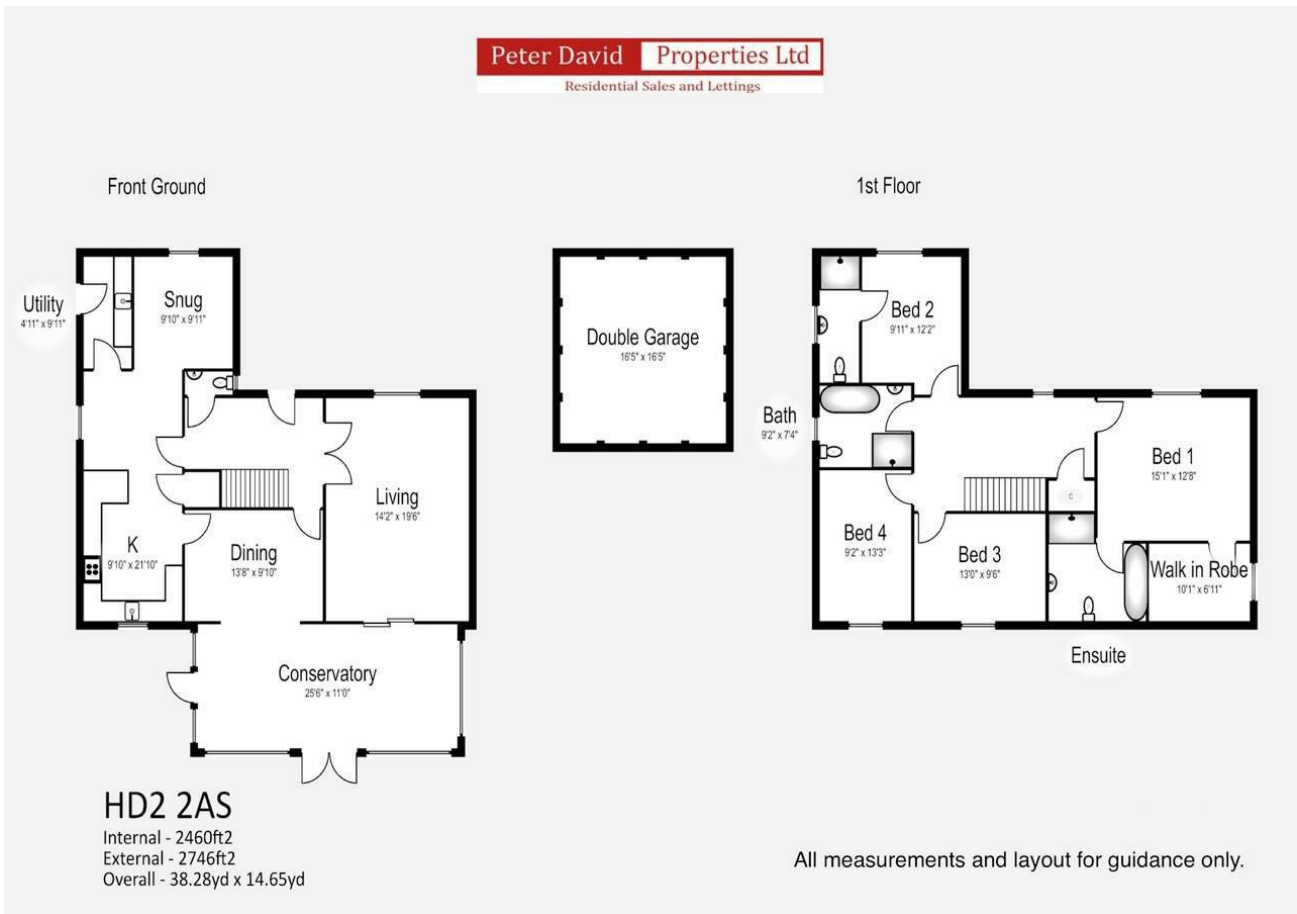 Peter David Properties Ltd
Residential Sales and Lettings
Front Ground
1st Floor
Utility
4'11" x 9'11"
Snug
9'10" x 9'11"
K
9'10" x 21'10"
Dining
13'8" x 9'10"
Living
14'2" x 19'6"
Conservatory
25'6" x 11'0"
Double Garage
16'5" x 16'5"
Bed 2
9'11" x 12'2"
Bath
9'2" x 7'4"
Bed 1
15'1" x 12'8"
C
Bed 4
9'2" x 13'3"
Bed 3
13'0" x 9'6"
Walk in Robe
10'1" x 6'11"
Ensuite
HD2 2AS
Internal - 2460ft2
External - 2746ft2
Overall - 38.28yd x 14.65yd
All measurements and layout for guidance only.